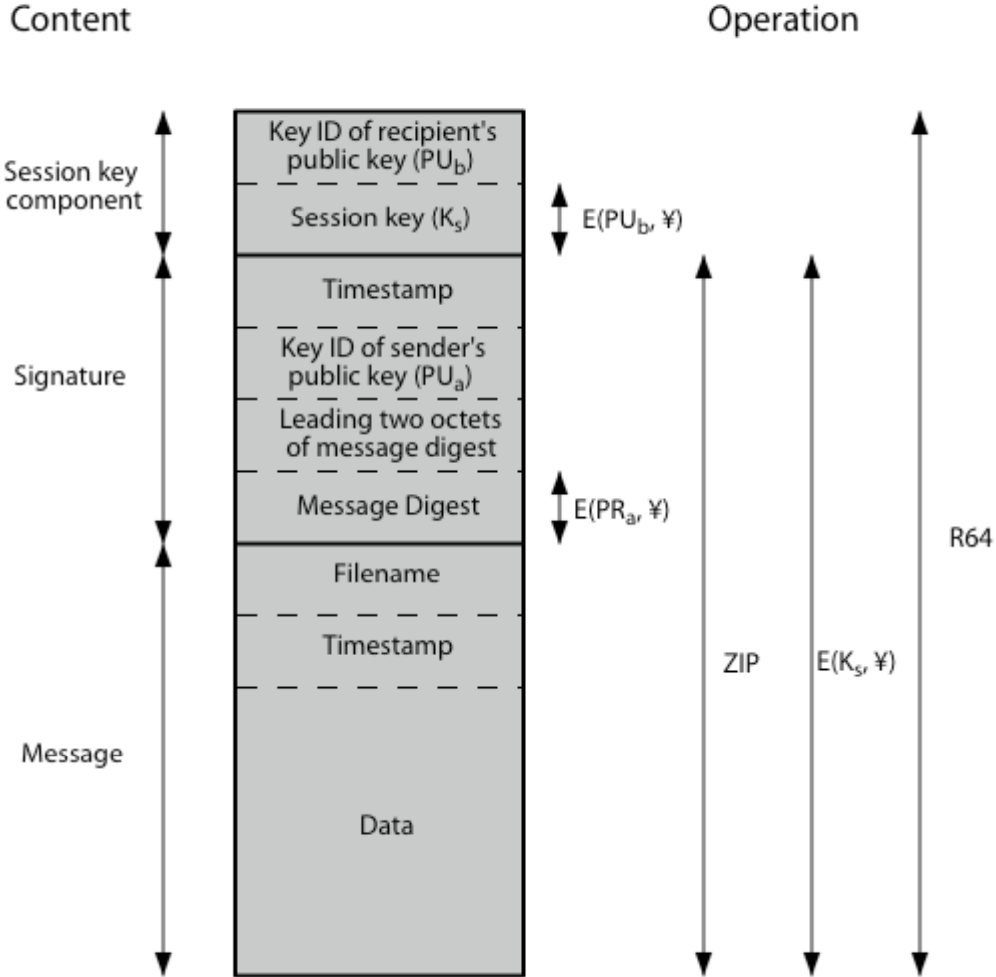 Content
Operation
Key ID of recipient's
public key (PUb)
Session key
component
Session key (Ks)
E(PUb, ¥)
Timestamp
Key ID of sender's
public key (PUa)
Signature
Leading two octets
of message digest
Message Digest
E(PRa, ¥)
R64
Filename
Timestamp
ZIP
E(Ks, ¥)
Message
Data